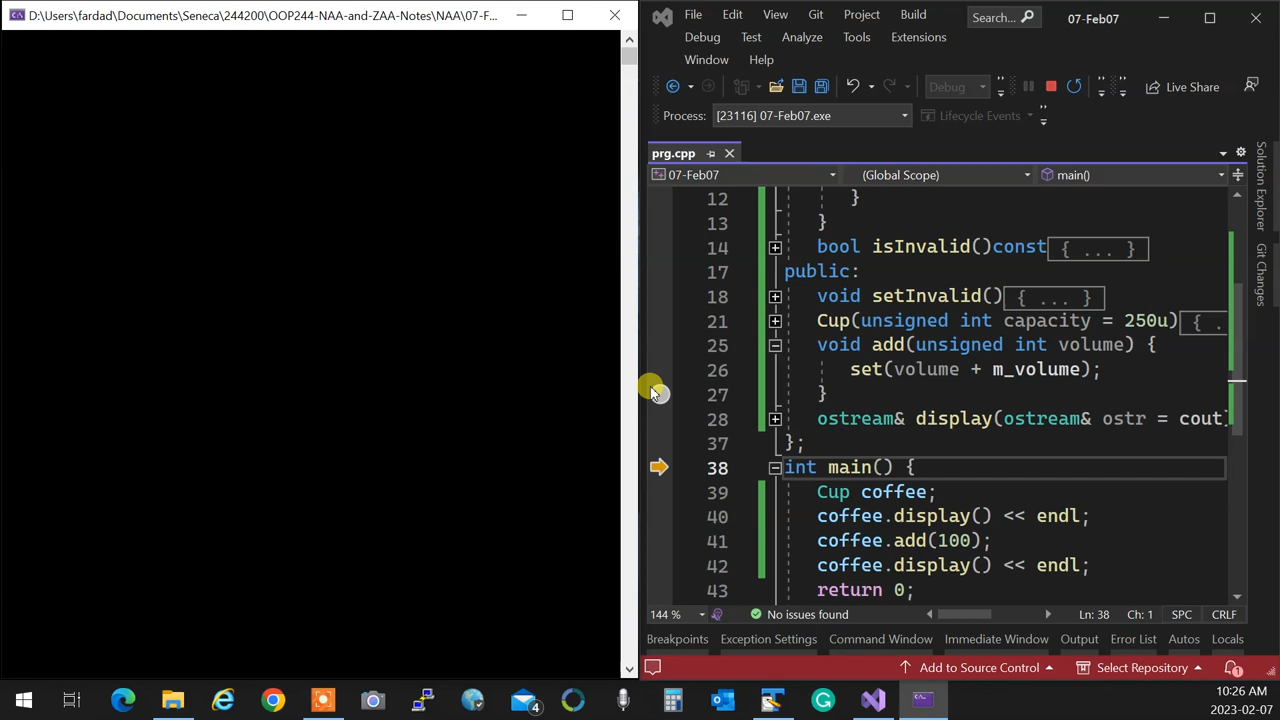 D:\Users\fardad\Documents\Seneca\244200\OOP244-NAA-and-ZAA-Notes\NAA\07-F...
File Edit View Git Project Build Search... 07-Feb07
Debug Test Analyze Tools Extensions
Window Help
Debug Live Share
Process: [23116] 07-Feb07.exe Lifecycle Events
prg.cpp
07-Feb07 (Global Scope) main()
12 }
13 }
14 bool isInvalid()const{ ... }
17 public:
18 void setInvalid(){ ... }
21 Cup(unsigned int capacity = 250u){ ..
25 void add(unsigned int volume) {
26 set(volume + m_volume);
27 }
28 ostream& display(ostream& ostr = cout)
37 };
38 int main() {
39 Cup coffee;
40 coffee.display() << endl;
41 coffee.add(100);
42 coffee.display() << endl;
43 return 0;
Solution Explorer
Git Changes
144 % No issues found Ln: 38 Ch: 1 SPC CRLF
Breakpoints Exception Settings Command Window Immediate Window Output Error List Autos Locals
Add to Source Control Select Repository 1
4
10:26 AM
2023-02-07